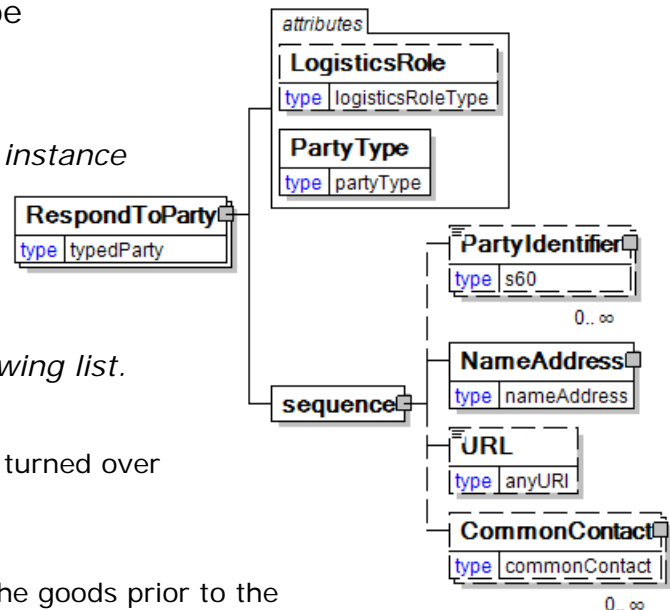 pe
instance
wing list.
turned over
he goods prior to the
attributes
LogisticsRole
type logisticsRoleType
PartyType
type partyType
RespondToParty
type typedParty
PartyIdentifier
type s60
0.. ∞
NameAddress
type nameAddress
sequence
URL
type anyURI
CommonContact
type commonContact
0.. ∞